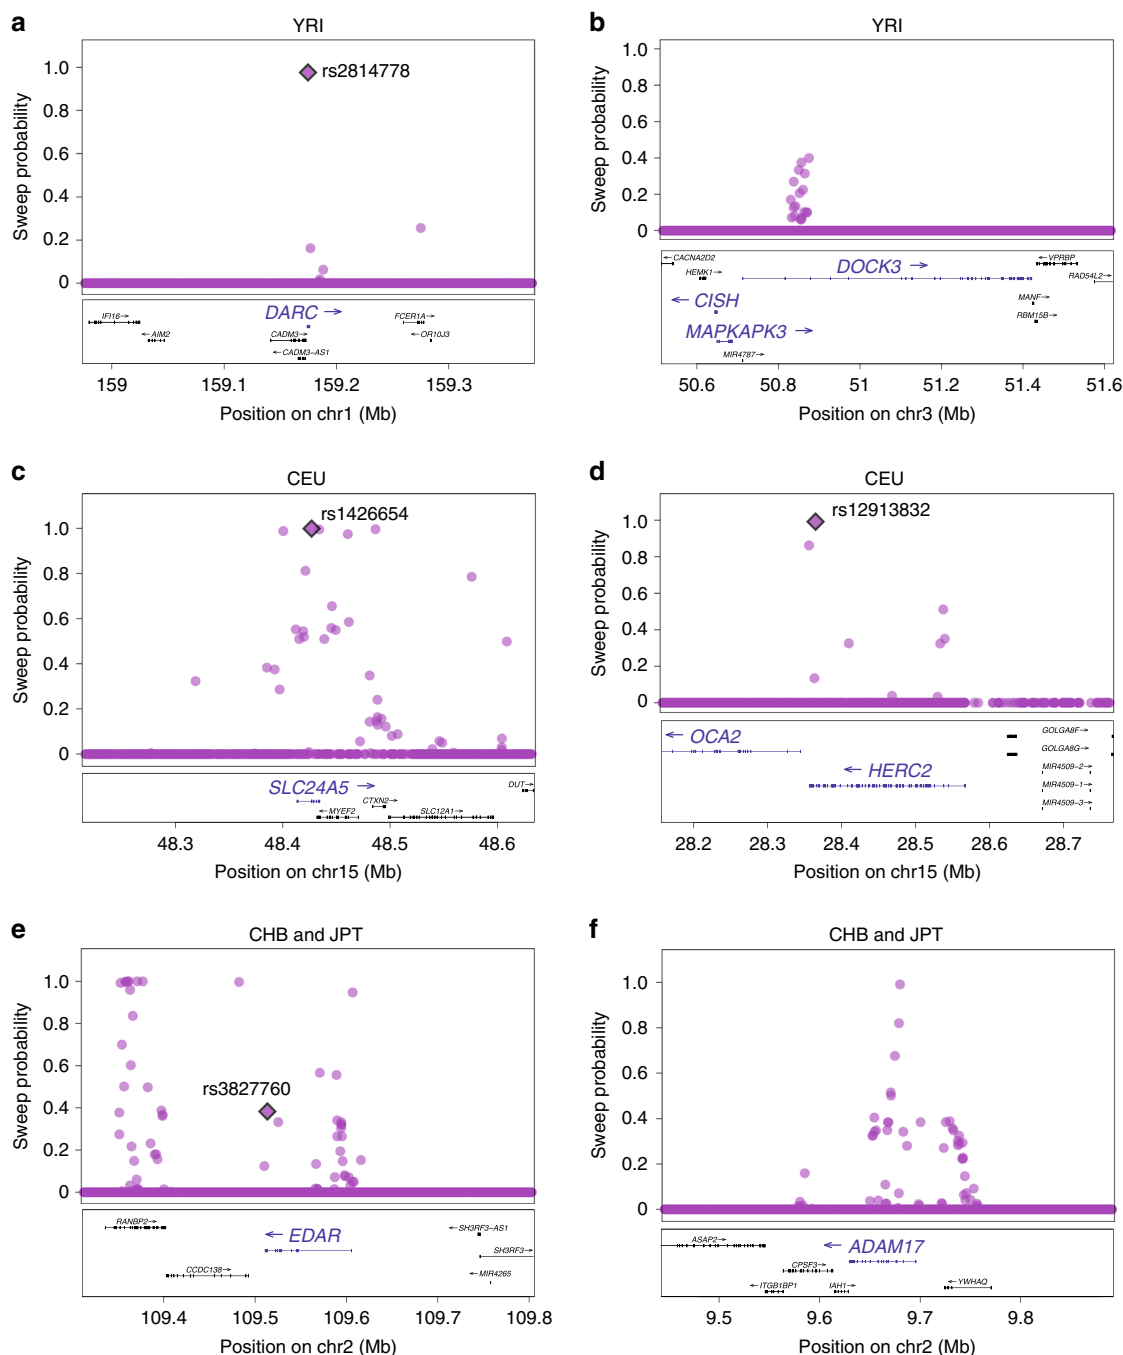 a
YRI
Sweep probability
1.0
0.8
0.6
0.4
0.2
0
rs2814778
DARC →
IFI16→
←AIM2
CADM3→
←CADM3-AS1
FCER1A→
←OR10J3
159
159.1
159.2
159.3
Position on chr1 (Mb)
b
YRI
Sweep probability
1.0
0.8
0.6
0.4
0.2
0
←CACNA2D2
HEMK1→
DOCK3 →
←VPRBP
RAD54L2→
← CISH
MANF→
RBM15B→
MAPKAPK3 →
MIR4787→
50.6
50.8
51
51.2
51.4
51.6
Position on chr3 (Mb)
c
CEU
Sweep probability
1.0
0.8
0.6
0.4
0.2
0
rs1426654
SLC24A5 →
DUT→
CTXN2→
←MYEF2
SLC12A1→
48.3
48.4
48.5
48.6
Position on chr15 (Mb)
d
CEU
Sweep probability
1.0
0.8
0.6
0.4
0.2
0
rs12913832
← OCA2
← HERC2
GOLGA8F→
GOLGA8G→
MIR4509-2→
MIR4509-1→
MIR4509-3→
28.2
28.3
28.4
28.5
28.6
28.7
Position on chr15 (Mb)
e
CHB and JPT
Sweep probability
1.0
0.8
0.6
0.4
0.2
0
rs3827760
RANBP2→
← EDAR
←SH3RF3-AS1
SH3RF3→
CCDC138→
←MIR4265
109.4
109.5
109.6
109.7
109.8
Position on chr2 (Mb)
f
CHB and JPT
Sweep probability
1.0
0.8
0.6
0.4
0.2
0
ASAP2→
← ADAM17
CPSF3→
←ITGB1BP1
IAH1→
←YWHAQ
9.5
9.6
9.7
9.8
Position on chr2 (Mb)